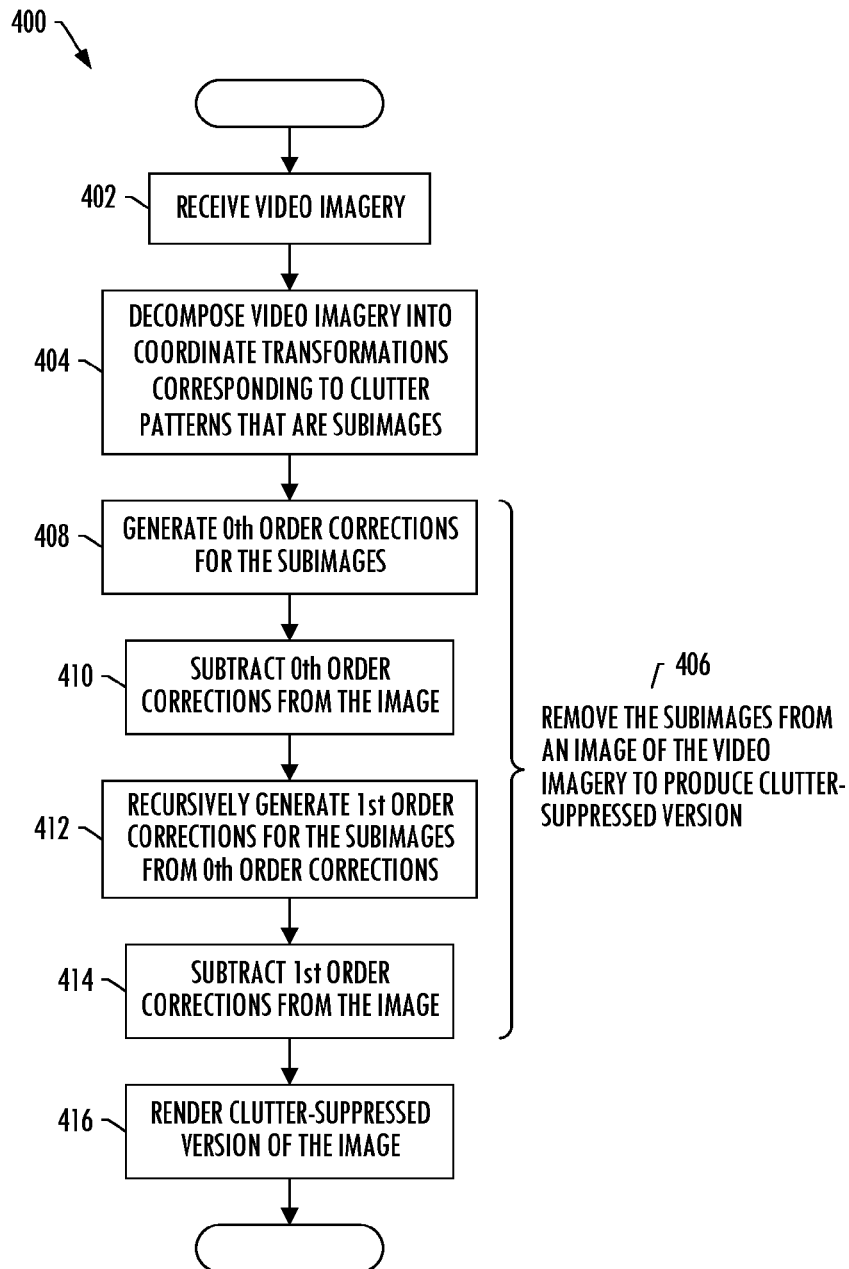 400
402
RECEIVE VIDEO IMAGERY
404
DECOMPOSE VIDEO IMAGERY INTO
COORDINATE TRANSFORMATIONS
CORRESPONDING TO CLUTTER
PATTERNS THAT ARE SUBIMAGES
408
GENERATE 0th ORDER CORRECTIONS
FOR THE SUBIMAGES
410
SUBTRACT 0th ORDER
CORRECTIONS FROM THE IMAGE
406
REMOVE THE SUBIMAGES FROM
AN IMAGE OF THE VIDEO
IMAGERY TO PRODUCE CLUTTER-
SUPPRESSED VERSION
412
RECURSIVELY GENERATE 1st ORDER
CORRECTIONS FOR THE SUBIMAGES
FROM 0th ORDER CORRECTIONS
414
SUBTRACT 1st ORDER
CORRECTIONS FROM THE IMAGE
416
RENDER CLUTTER-SUPPRESSED
VERSION OF THE IMAGE